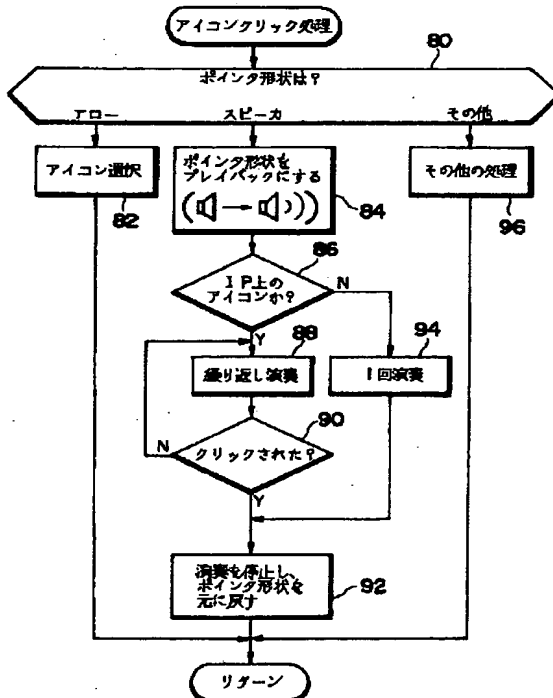 アイコンクリック処理
80
ポインタ形状は?
アロー
スピーカ
その他
アイコン選択
82
ポインタ形状を
プレイバックにする
84
その他の処理
96
86
IP上の
アイコンか?
N
Y
88
繰り返し演奏
94
1回演奏
90
クリックされた?
N
Y
演奏を停止し、
ポインタ形状を
元に戻す
92
リターン